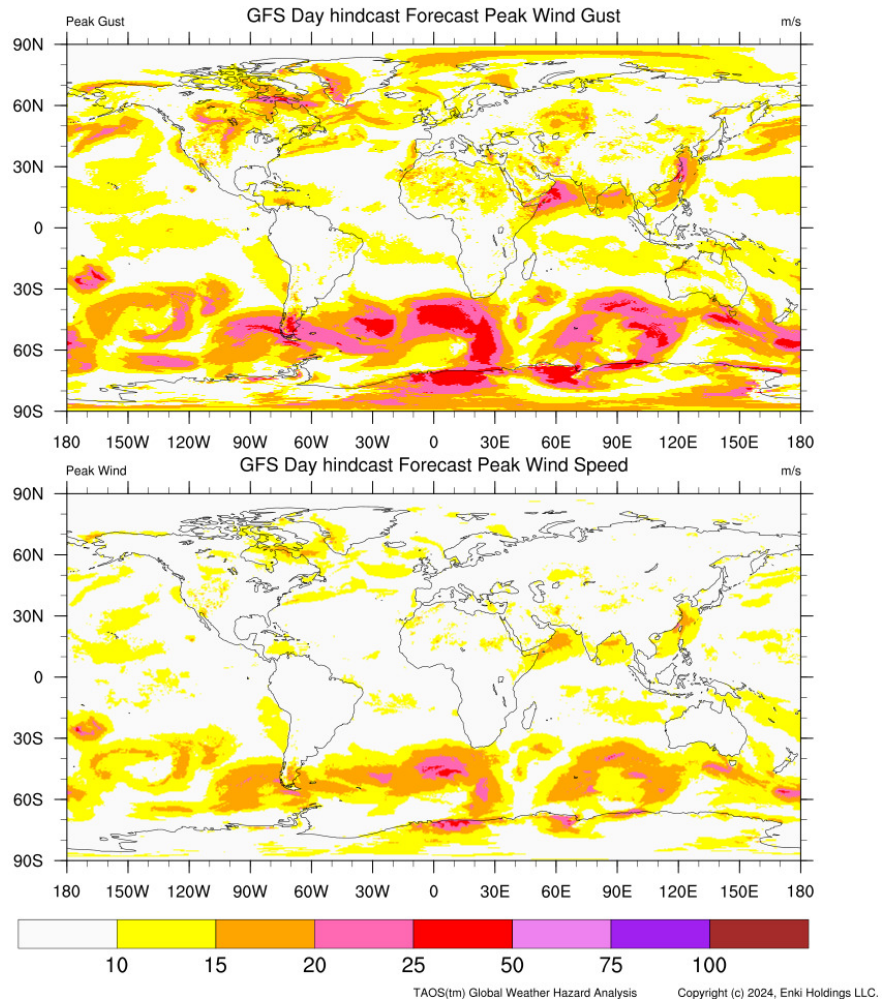 GFS Day hindcast Forecast Peak Wind Gust
Peak Gust m/s
90N
60N
30N
0
30S
60S
90S
180 150W 120W 90W 60W 30W 0 30E 60E 90E 120E 150E 180
GFS Day hindcast Forecast Peak Wind Speed
Peak Wind m/s
90N
60N
30N
0
30S
60S
90S
180 150W 120W 90W 60W 30W 0 30E 60E 90E 120E 150E 180
10 15 20 25 50 75 100
TAOS(tm) Global Weather Hazard Analysis Copyright (c) 2024, Enki Holdings LLC.